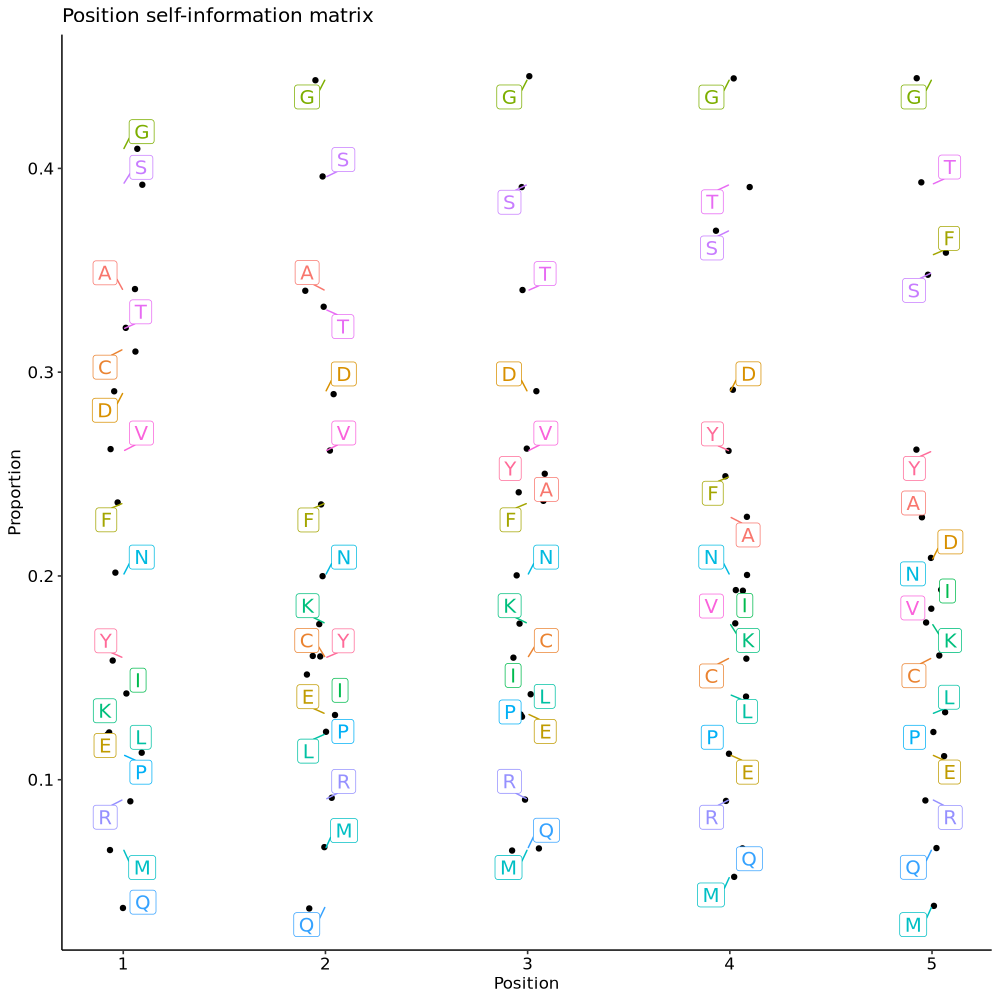 Position self-information matrix
G G G G
G
S T
S
T
S S
F
S
A A T
S
T
T
C D D D
D
V V V Y
Y Y
A F
F F A
A
N N N N D
N
K K V I I
V
Y C Y C K K
I I C C
E I L L
K P L
L P E P P
E L
P E E
R R
R R R
M Q
Q
M M Q
M
Q
Q M
0.4
0.3
0.2
0.1
Proportion
1 2 3 4 5
Position